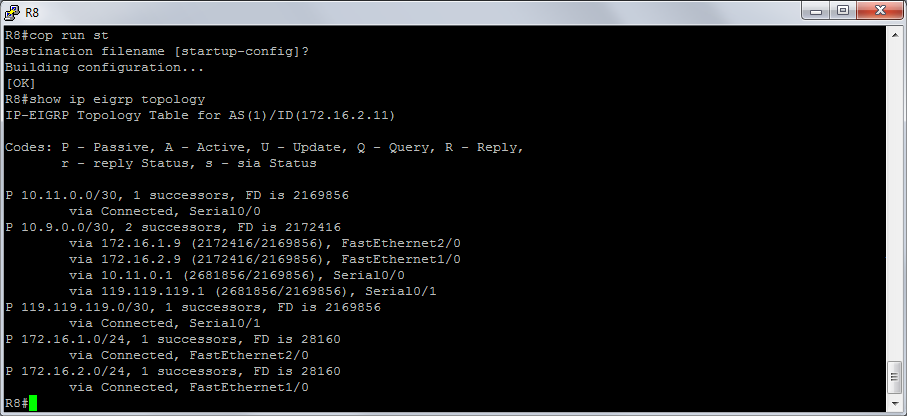 R8
R8#cop run st
Destination filename [startup-config]?
Building configuration...
[OK]
R8#show ip eigrp topology
IP-EIGRP Topology Table for AS(1)/ID(172.16.2.11)
Codes: P - Passive, A - Active, U - Update, Q - Query, R - Reply,
r - reply Status, s - sia Status
P 10.11.0.0/30, 1 successors, FD is 2169856
via Connected, Serial0/0
P 10.9.0.0/30, 2 successors, FD is 2172416
via 172.16.1.9 (2172416/2169856), FastEthernet2/0
via 172.16.2.9 (2172416/2169856), FastEthernet1/0
via 10.11.0.1 (2681856/2169856), Serial0/0
via 119.119.119.1 (2681856/2169856), Serial0/1
P 119.119.119.0/30, 1 successors, FD is 2169856
via Connected, Serial0/1
P 172.16.1.0/24, 1 successors, FD is 28160
via Connected, FastEthernet2/0
P 172.16.2.0/24, 1 successors, FD is 28160
via Connected, FastEthernet1/0
R8#